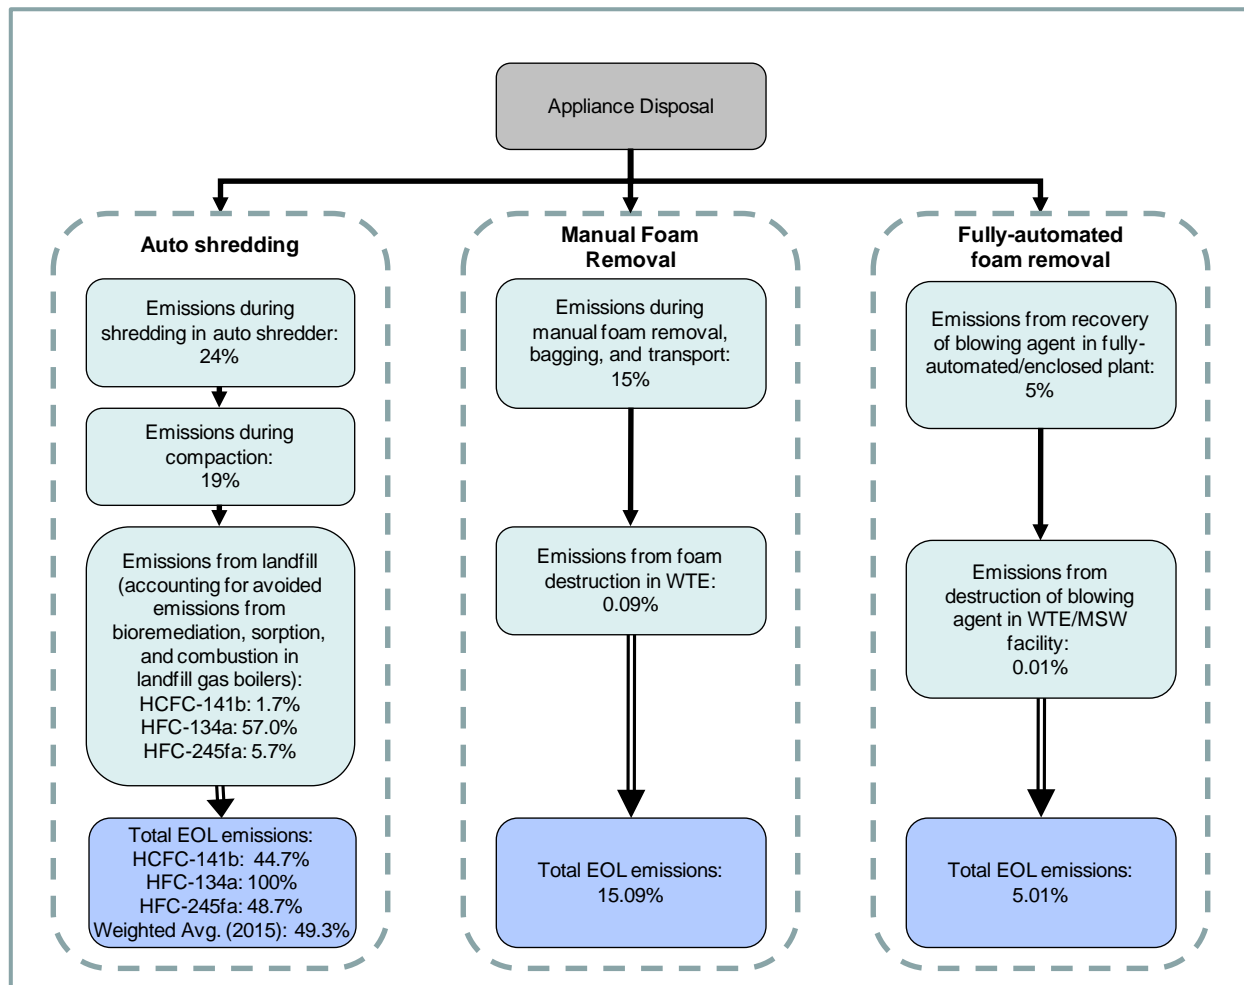 Appliance Disposal
Auto shredding
Emissions during
shredding in auto shredder:
24%
Emissions during
compaction:
19%
Emissions from landfill
(accounting for avoided
emissions from
bioremediation, sorption,
and combustion in
landfill gas boilers):
HCFC-141b: 1.7%
HFC-134a: 57.0%
HFC-245fa: 5.7%
Total EOL emissions:
HCFC-141b: 44.7%
HFC-134a: 100%
HFC-245fa: 48.7%
Weighted Avg. (2015): 49.3%
Manual Foam
Removal
Emissions during
manual foam removal,
bagging, and transport:
15%
Emissions from foam
destruction in WTE:
0.09%
Total EOL emissions:
15.09%
Fully-automated
foam removal
Emissions from recovery
of blowing agent in fully-
automated/enclosed plant:
5%
Emissions from
destruction of blowing
agent in WTE/MSW
facility:
0.01%
Total EOL emissions:
5.01%